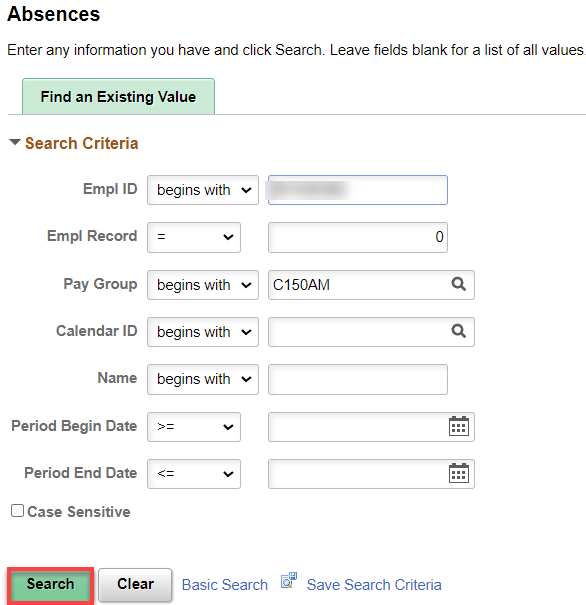 Absences
Enter any information you have and click Search. Leave fields blank for a list of all values.
Find an Existing Value
Search Criteria
Empl ID begins with
Empl Record = 0
Pay Group begins with C150AM
Calendar ID begins with
Name begins with
Period Begin Date >=
Period End Date <=
Case Sensitive
Search Clear Basic Search Save Search Criteria